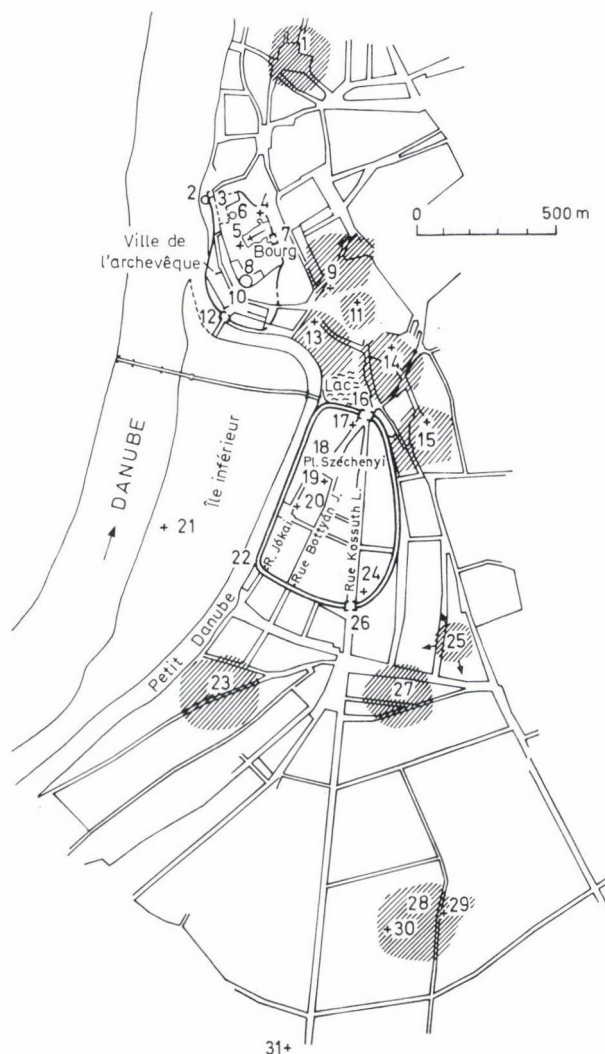 1
0 500 m
2
3
4
6
5
7
Bourg
Ville de
l'archevêque
8
9
10
11
12
13
14
Lac
16
17
15
18
Pl. Széchenyi
19
20
DANUBE
Île inférieur
21
R. Jókai
Rue Bottyán J.
Rue Kossuth L.
22
24
26
Petit Danube
25
23
27
28
29
30
31